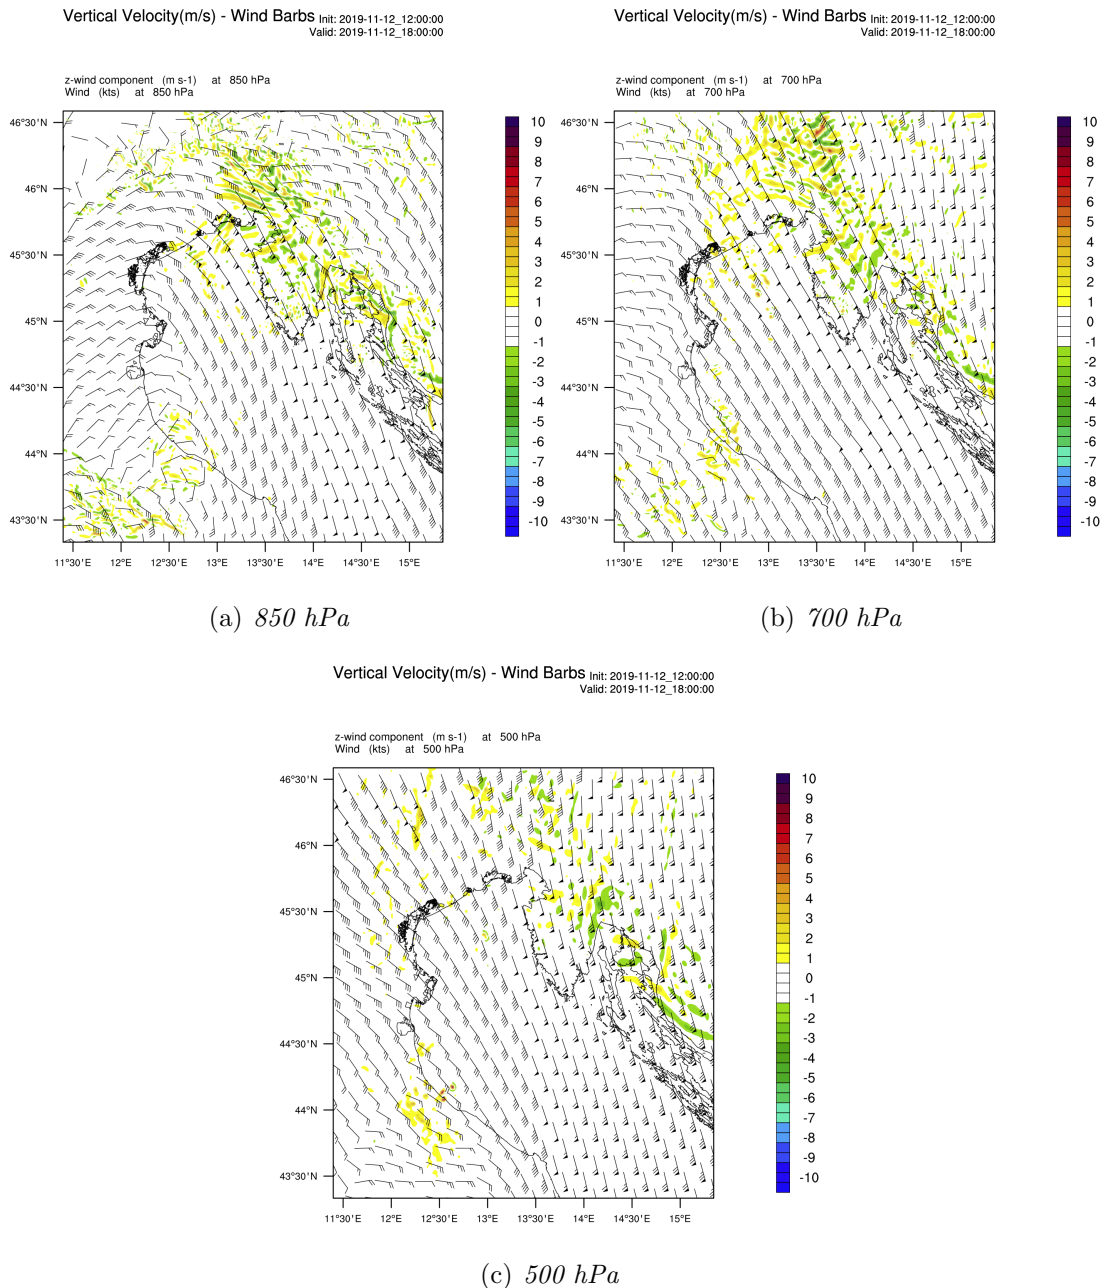 Vertical Velocity(m/s) - Wind Barbs Init: 2019-11-12_12:00:00
Valid: 2019-11-12_18:00:00
z-wind component (m s-1) at 850 hPa
Wind (kts) at 850 hPa
46°30'N
46°N
45°30'N
45°N
44°30'N
44°N
43°30'N
11°30'E 12°E 12°30'E 13°E 13°30'E 14°E 14°30'E 15°E
10
9
8
7
6
5
4
3
2
1
0
-1
-2
-3
-4
-5
-6
-7
-8
-9
-10
(a) 850 hPa
Vertical Velocity(m/s) - Wind Barbs Init: 2019-11-12_12:00:00
Valid: 2019-11-12_18:00:00
z-wind component (m s-1) at 700 hPa
Wind (kts) at 700 hPa
46°30'N
46°N
45°30'N
45°N
44°30'N
44°N
43°30'N
11°30'E 12°E 12°30'E 13°E 13°30'E 14°E 14°30'E 15°E
10
9
8
7
6
5
4
3
2
1
0
-1
-2
-3
-4
-5
-6
-7
-8
-9
-10
(b) 700 hPa
Vertical Velocity(m/s) - Wind Barbs Init: 2019-11-12_12:00:00
Valid: 2019-11-12_18:00:00
z-wind component (m s-1) at 500 hPa
Wind (kts) at 500 hPa
46°30'N
46°N
45°30'N
45°N
44°30'N
44°N
43°30'N
11°30'E 12°E 12°30'E 13°E 13°30'E 14°E 14°30'E 15°E
10
9
8
7
6
5
4
3
2
1
0
-1
-2
-3
-4
-5
-6
-7
-8
-9
-10
(c) 500 hPa